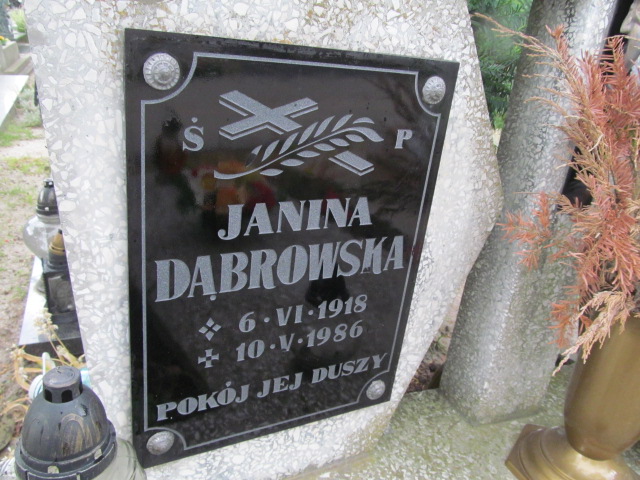 Ś P
JANINA
DĄBROWSKA
6·VI·1918
10·V·1986
POKÓJ JEJ DUSZY